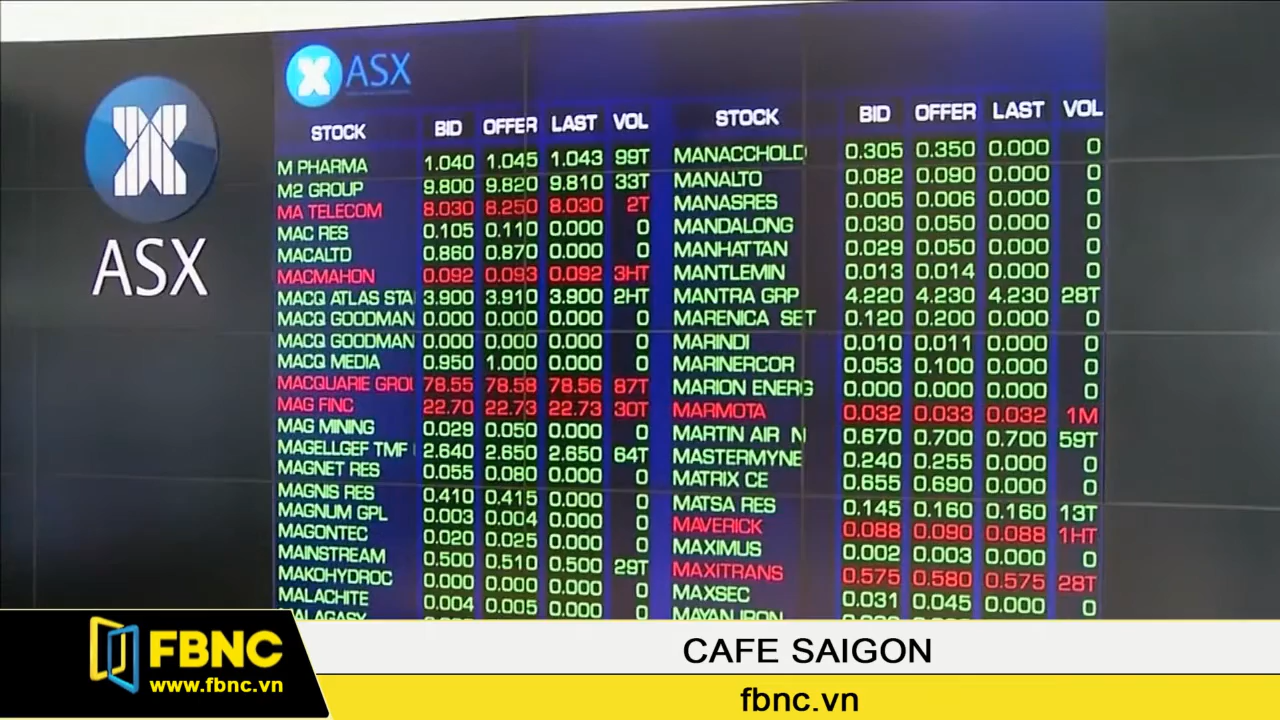 ASX
ASX
STOCK BID OFFER LAST VOL
M PHARMA 1.040 1.045 1.043 99T
M2 GROUP 9.800 9.820 9.810 33T
MA TELECOM 8.030 8.250 8.030 2T
MAC RES 0.105 0.110 0.000 0
MACALTD 0.860 0.870 0.000 0
MACMAHON 0.092 0.093 0.092 3HT
MACQ ATLAS STA 3.900 3.910 3.900 2HT
MACQ GOODMAN 0.000 0.000 0.000 0
MACQ GOODMAN 0.000 0.000 0.000 0
MACQ MEDIA 0.950 1.000 0.000 0
MACQUARIE GROU 78.55 78.58 78.56 87T
MAG FINC 22.70 22.73 22.73 30T
MAG MINING 0.029 0.050 0.000 0
MAGELLGEF TMF 2.640 2.650 2.650 64T
MAGNET RES 0.055 0.080 0.000 0
MAGNIS RES 0.410 0.415 0.000 0
MAGNUM GPL 0.003 0.004 0.000 0
MAGONTEC 0.020 0.025 0.000 0
MAINSTREAM 0.500 0.510 0.500 29T
MAKOHYDROC 0.000 0.000 0.000 0
MALACHITE 0.004 0.005 0.000 0
MALAGASY
STOCK BID OFFER LAST VOL
MANACCHOLD 0.305 0.350 0.000 0
MANALTO 0.082 0.090 0.000 0
MANASRES 0.005 0.006 0.000 0
MANDALONG 0.030 0.050 0.000 0
MANHATTAN 0.029 0.050 0.000 0
MANTLEMIN 0.013 0.014 0.000 0
MANTRA GRP 4.220 4.230 4.230 28T
MARENICA SET 0.120 0.200 0.000 0
MARINDI 0.010 0.011 0.000 0
MARINERCOR 0.053 0.100 0.000 0
MARION ENERG 0.000 0.000 0.000 0
MARMOTA 0.032 0.033 0.032 1M
MARTIN AIR N 0.670 0.700 0.700 59T
MASTERMYNE 0.240 0.255 0.000 0
MATRIX CE 0.655 0.690 0.000 0
MATSA RES 0.145 0.160 0.160 13T
MAVERICK 0.088 0.090 0.088 1HT
MAXIMUS 0.002 0.003 0.000 0
MAXITRANS 0.575 0.580 0.575 28T
MAXSEC 0.031 0.045 0.000 0
MAYAN IRON
FBNC
www.fbnc.vn
CAFE SAIGON
fbnc.vn